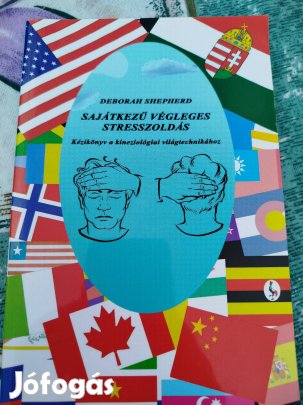 DEBORAH SHEPHERD
SAJÁTKEZŰ VÉGLEGES
STRESSZOLDÁS
Kézikönyv a kineziológiai világtechnikához
Jófogás